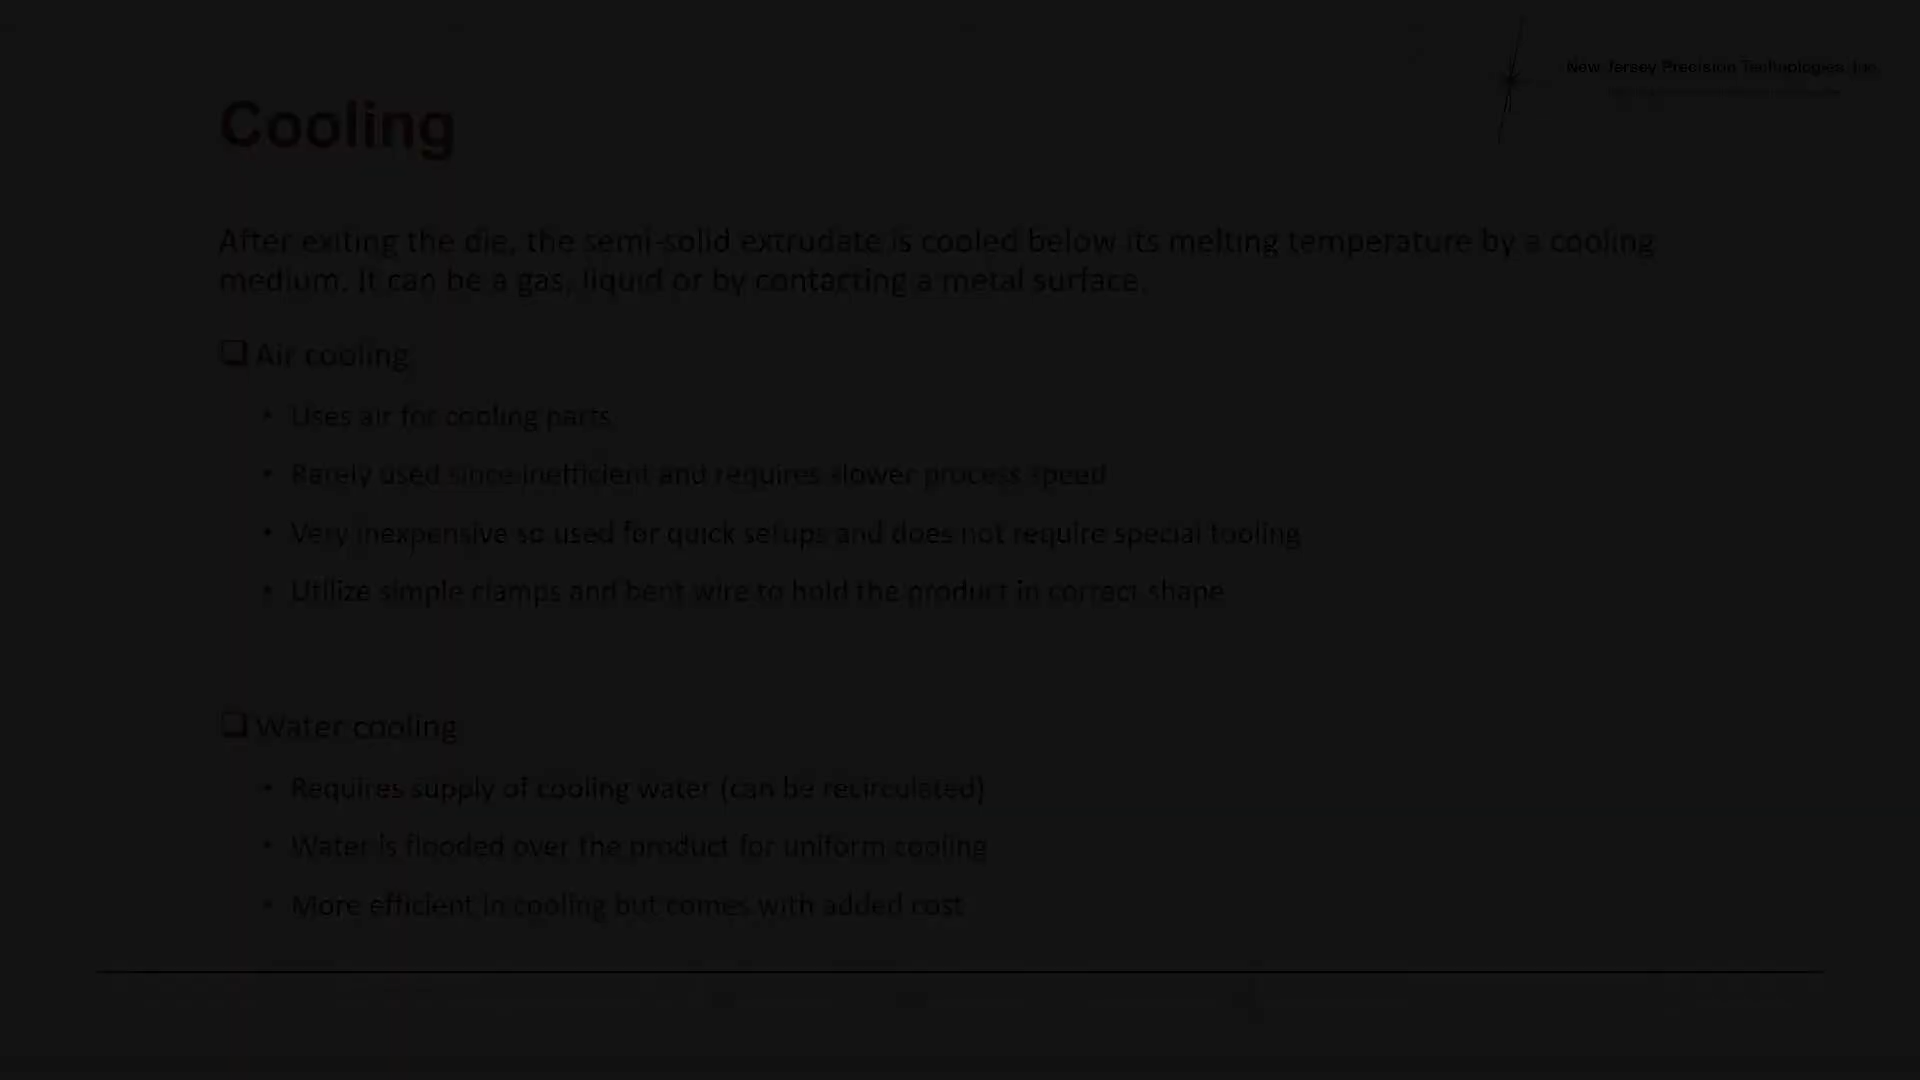 New Jersey Precision Technologies, Inc.
Cooling
After exiting the die, the semi-solid extrudate is cooled below its melting temperature by a cooling
medium. It can be a gas, liquid or by contacting a metal surface.
❑ Air cooling
• Uses air for cooling parts
• Rarely used since inefficient and requires slower process speed
• Very inexpensive so used for quick setups and does not require special tooling
• Utilize simple clamps and bent wire to hold the product in correct shape
❑ Water cooling
• Requires supply of cooling water (can be recirculated)
• Water is flooded over the product for uniform cooling
• More efficient in cooling but comes with added cost